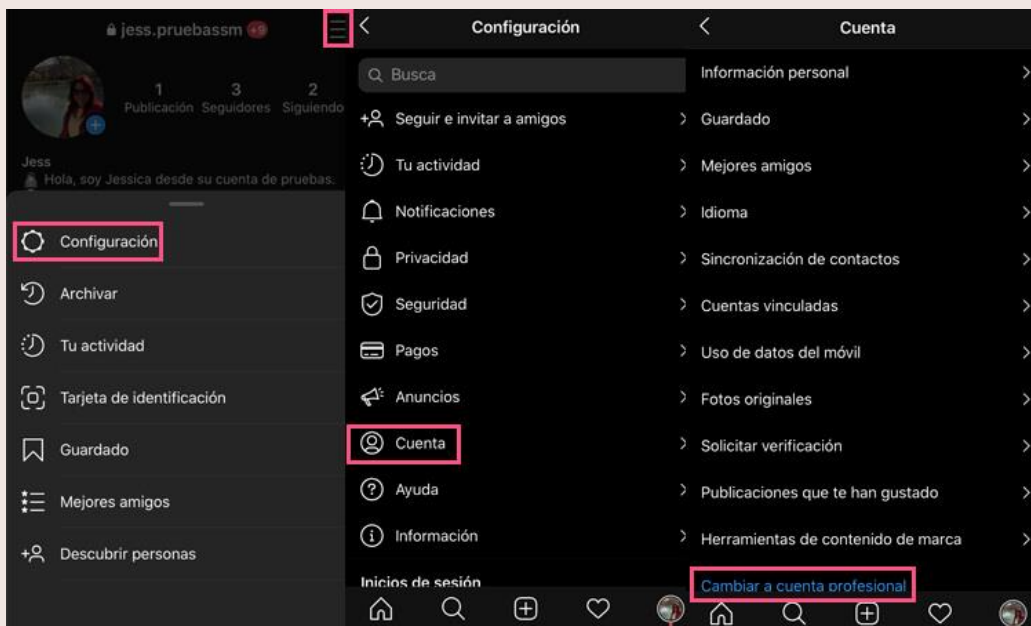 jess.pruebassm +9
1 3 2
Publicación Seguidores Siguiendo
Jess
Hola, soy Jessica desde su cuenta de pruebas.
Configuración
Archivar
Tu actividad
Tarjeta de identificación
Guardado
Mejores amigos
Descubrir personas
Configuración
Busca
Seguir e invitar a amigos
Tu actividad
Notificaciones
Privacidad
Seguridad
Pagos
Anuncios
Cuenta
Ayuda
Información
Inicios de sesión
Cuenta
Información personal
Guardado
Mejores amigos
Idioma
Sincronización de contactos
Cuentas vinculadas
Uso de datos del móvil
Fotos originales
Solicitar verificación
Publicaciones que te han gustado
Herramientas de contenido de marca
Cambiar a cuenta profesional